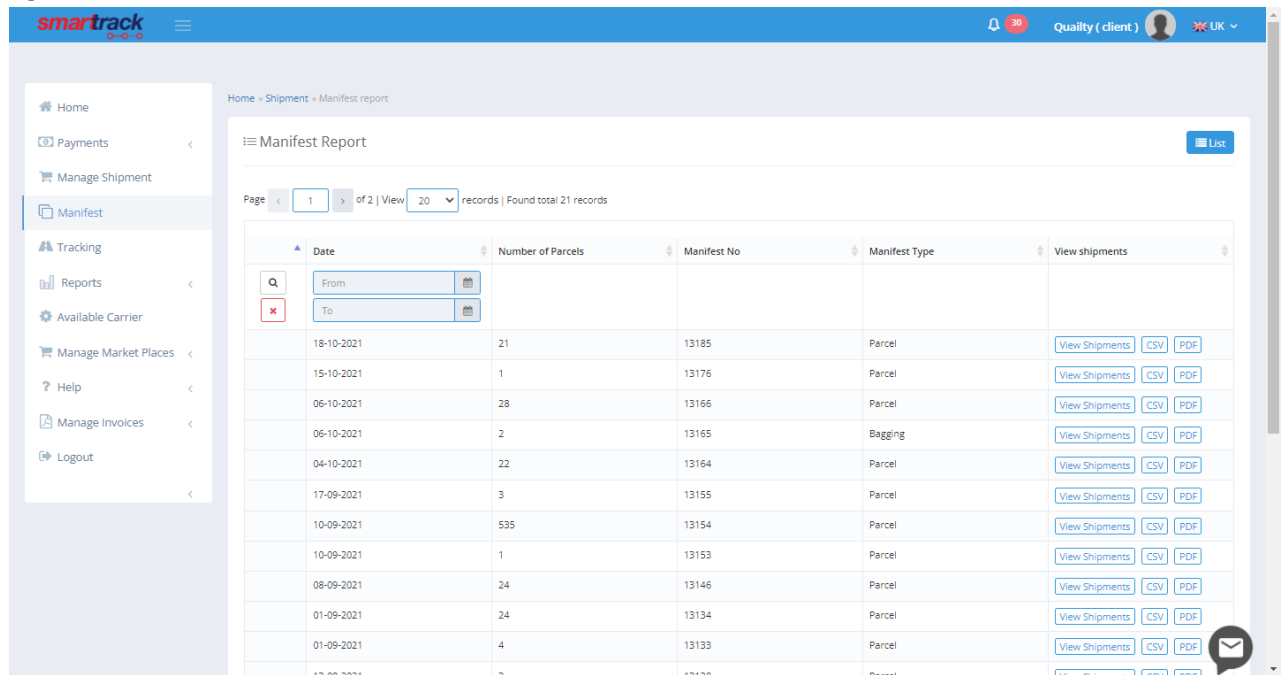 smartrack
30
Quailty ( client )
UK
Home
Payments
Manage Shipment
Manifest
Tracking
Reports
Available Carrier
Manage Market Places
? Help
Manage Invoices
Logout
Home » Shipment » Manifest report
Manifest Report
List
Page < 1 > of 2 | View 20 records | Found total 21 records
Date Number of Parcels Manifest No Manifest Type View shipments
From
To
18-10-2021 21 13185 Parcel View Shipments CSV PDF
15-10-2021 1 13176 Parcel View Shipments CSV PDF
06-10-2021 28 13166 Parcel View Shipments CSV PDF
06-10-2021 2 13165 Bagging View Shipments CSV PDF
04-10-2021 22 13164 Parcel View Shipments CSV PDF
17-09-2021 3 13155 Parcel View Shipments CSV PDF
10-09-2021 535 13154 Parcel View Shipments CSV PDF
10-09-2021 1 13153 Parcel View Shipments CSV PDF
08-09-2021 24 13146 Parcel View Shipments CSV PDF
01-09-2021 24 13134 Parcel View Shipments CSV PDF
01-09-2021 4 13133 Parcel View Shipments CSV PDF